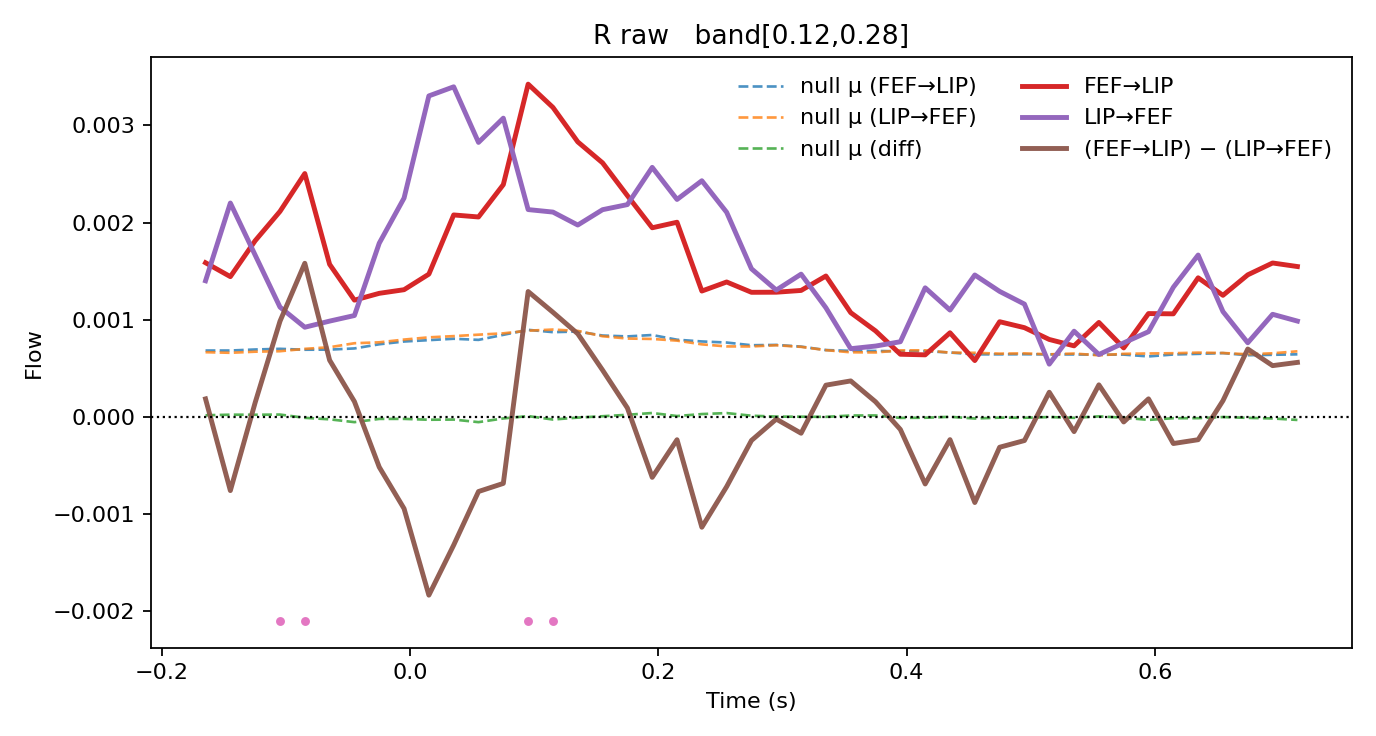 R raw   band[0.12,0.28]
null μ (FEF→LIP)
null μ (LIP→FEF)
null μ (diff)
FEF→LIP
LIP→FEF
(FEF→LIP) − (LIP→FEF)
Flow
0.003
0.002
0.001
0.000
−0.001
−0.002
−0.2
0.0
0.2
0.4
0.6
Time (s)